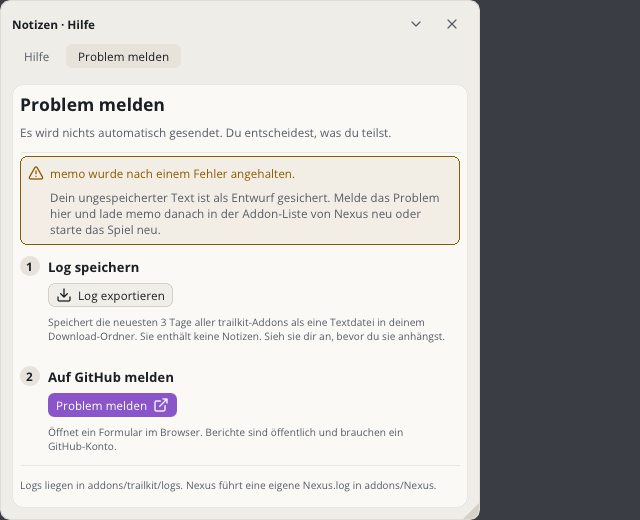 Notizen · Hilfe
Hilfe
Problem melden
Problem melden
Es wird nichts automatisch gesendet. Du entscheidest, was du teilst.
memo wurde nach einem Fehler angehalten.
Dein ungespeicherter Text ist als Entwurf gesichert. Melde das Problem
hier und lade memo danach in der Addon-Liste von Nexus neu oder
starte das Spiel neu.
1 Log speichern
Log exportieren
Speichert die neuesten 3 Tage aller trailkit-Addons als eine Textdatei in deinem
Download-Ordner. Sie enthält keine Notizen. Sieh sie dir an, bevor du sie anhängst.
2 Auf GitHub melden
Problem melden
Öffnet ein Formular im Browser. Berichte sind öffentlich und brauchen ein
GitHub-Konto.
Logs liegen in addons/trailkit/logs. Nexus führt eine eigene Nexus.log in addons/Nexus.